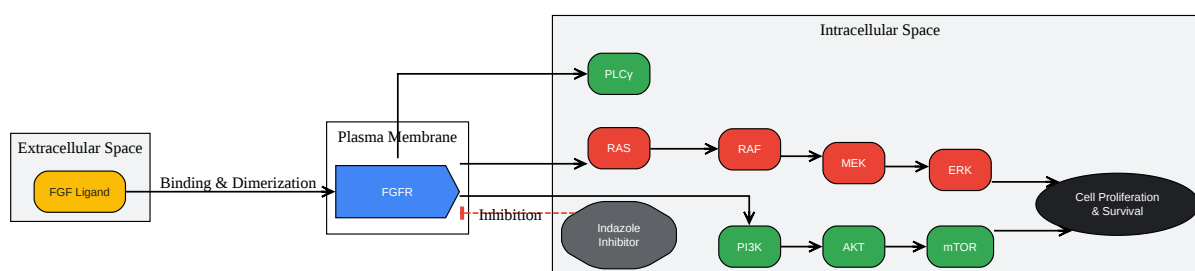 Intracellular Space
PLCγ
Plasma Membrane
Extracellular Space
RAS
RAF
MEK
ERK
FGF Ligand
Binding & Dimerization
FGFR
Inhibition
Indazole
Inhibitor
Cell Proliferation
& Survival
PI3K
AKT
mTOR